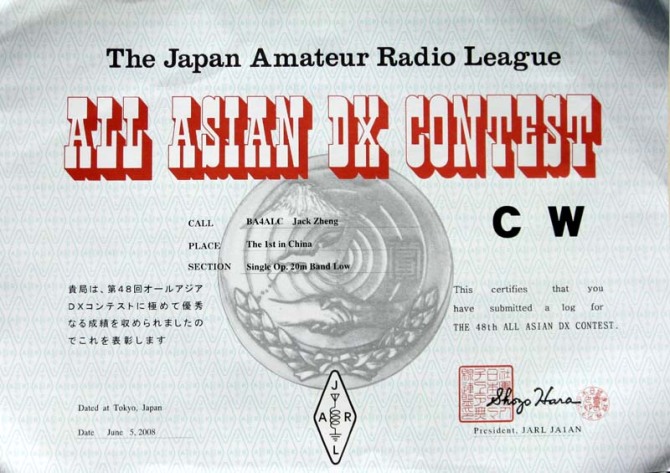 The Japan Amateur Radio League
ALL ASIAN DX CONTEST
C W
CALL BA4ALC Jack Zheng
PLACE The 1st in China
SECTION Single Op. 20m Band Low
貴局は、第48回オールアジア
DXコンテストに極めて優秀
なる成績を収められましたの
でこれを表彰します
This certifies that you
have submitted a log for
THE 48th ALL ASIAN DX CONTEST.
J
A R
L
Dated at Tokyo, Japan
Date June 5, 2008
Shozo Hara
President, JARL JA1AN